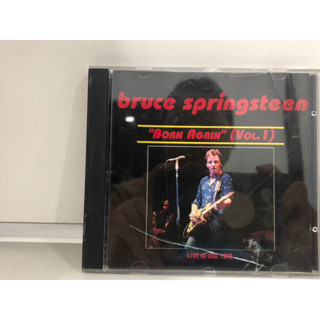 bruce springsteen
"BORN AGAIN" (VOL.1)
LIVE IN USA 1978